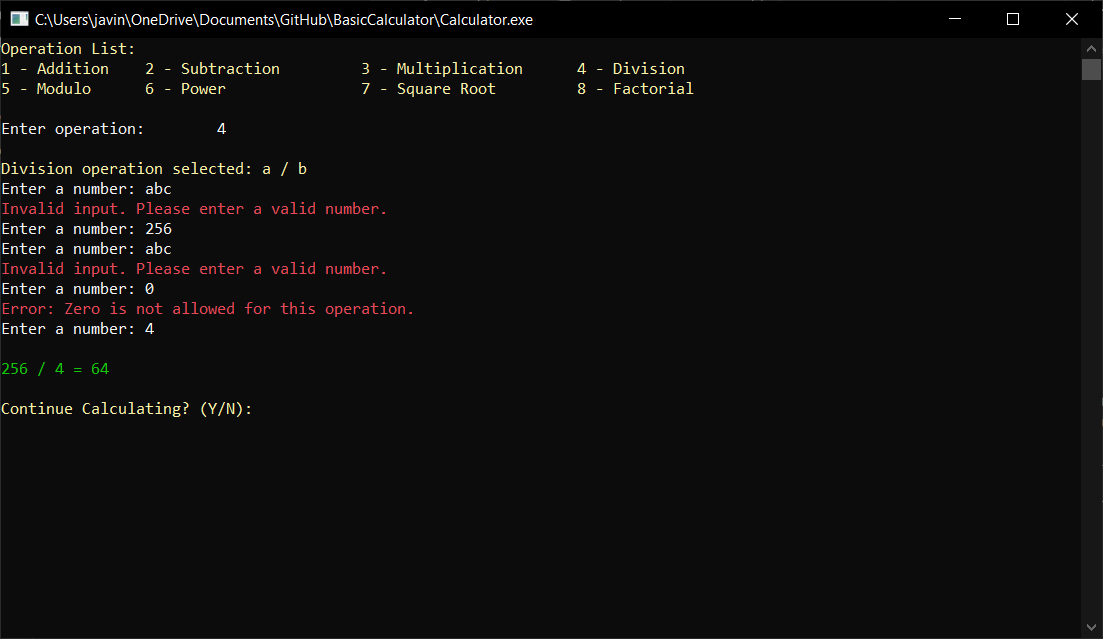 C:\Users\javin\OneDrive\Documents\GitHub\BasicCalculator\Calculator.exe
Operation List:
1 - Addition    2 - Subtraction         3 - Multiplication      4 - Division
5 - Modulo      6 - Power               7 - Square Root         8 - Factorial
Enter operation:        4
Division operation selected: a / b
Enter a number: abc
Invalid input. Please enter a valid number.
Enter a number: 256
Enter a number: abc
Invalid input. Please enter a valid number.
Enter a number: 0
Error: Zero is not allowed for this operation.
Enter a number: 4
256 / 4 = 64
Continue Calculating? (Y/N):